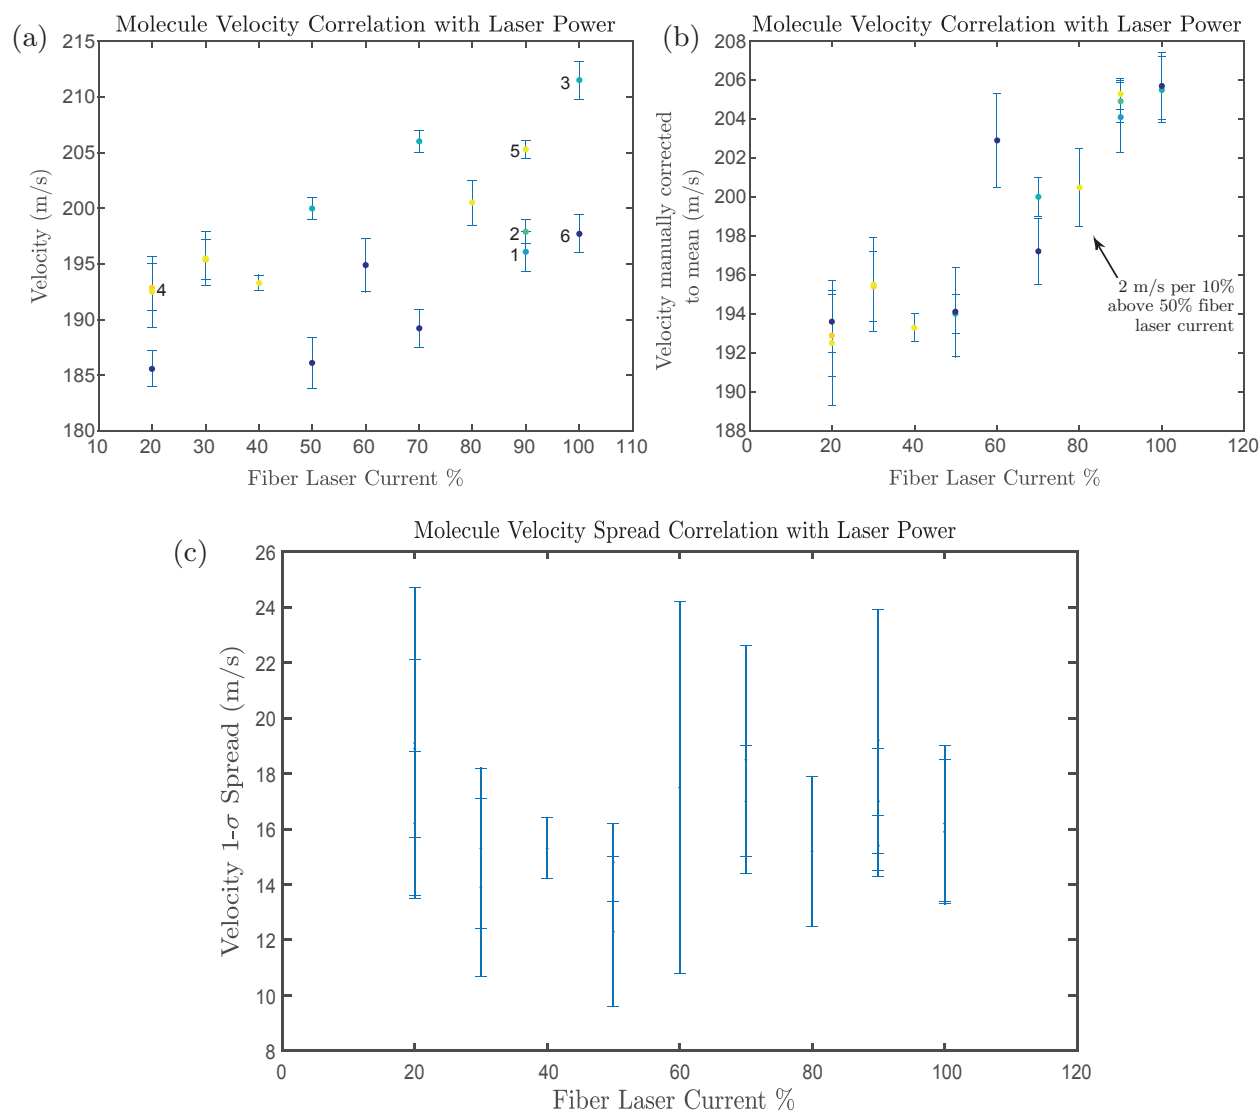 (a)
Molecule Velocity Correlation with Laser Power
215
210
205
200
195
190
185
180
10 20 30 40 50 60 70 80 90 100 110
Velocity (m/s)
Fiber Laser Current %
3
5
2
1
6
4
(b)
Molecule Velocity Correlation with Laser Power
208
206
204
202
200
198
196
194
192
190
188
0 20 40 60 80 100 120
Velocity manually corrected
to mean (m/s)
Fiber Laser Current %
2 m/s per 10%
above 50% fiber
laser current
(c)
Molecule Velocity Spread Correlation with Laser Power
26
24
22
20
18
16
14
12
10
8
0 20 40 60 80 100 120
Velocity 1-σ Spread (m/s)
Fiber Laser Current %